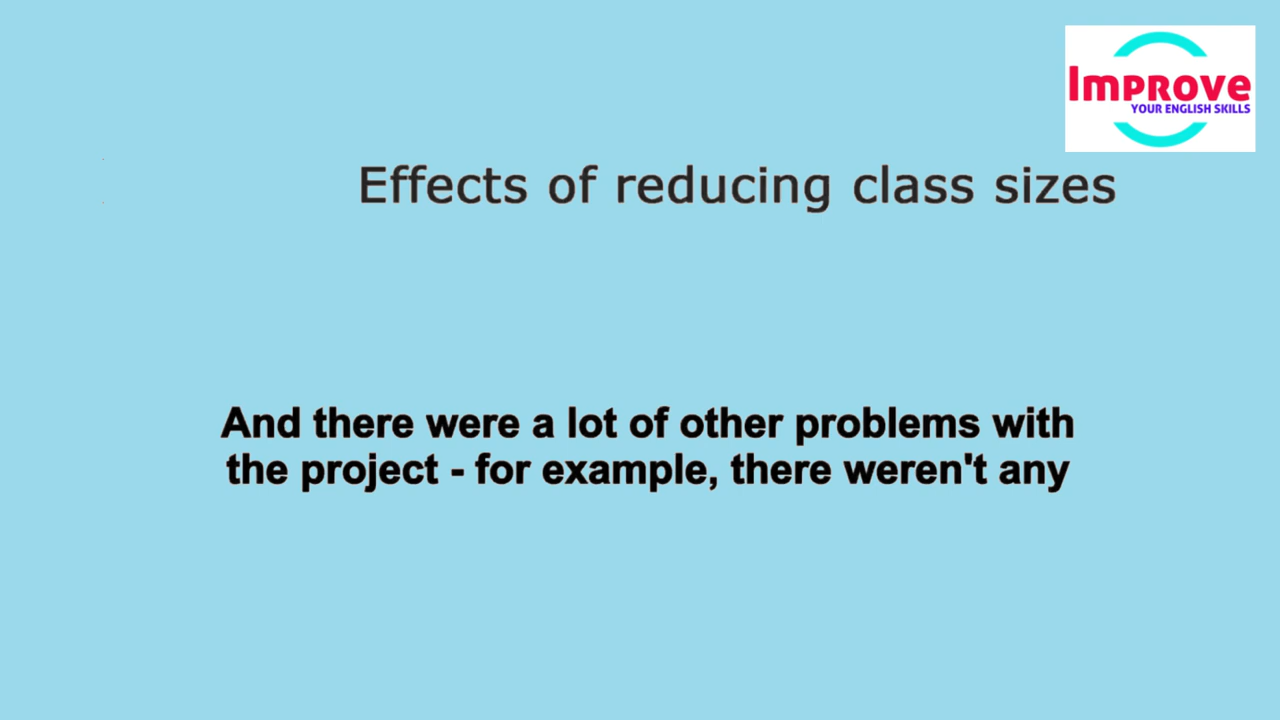 Improve
YOUR ENGLISH SKILLS
Effects of reducing class sizes
And there were a lot of other problems with
the project - for example, there weren't any